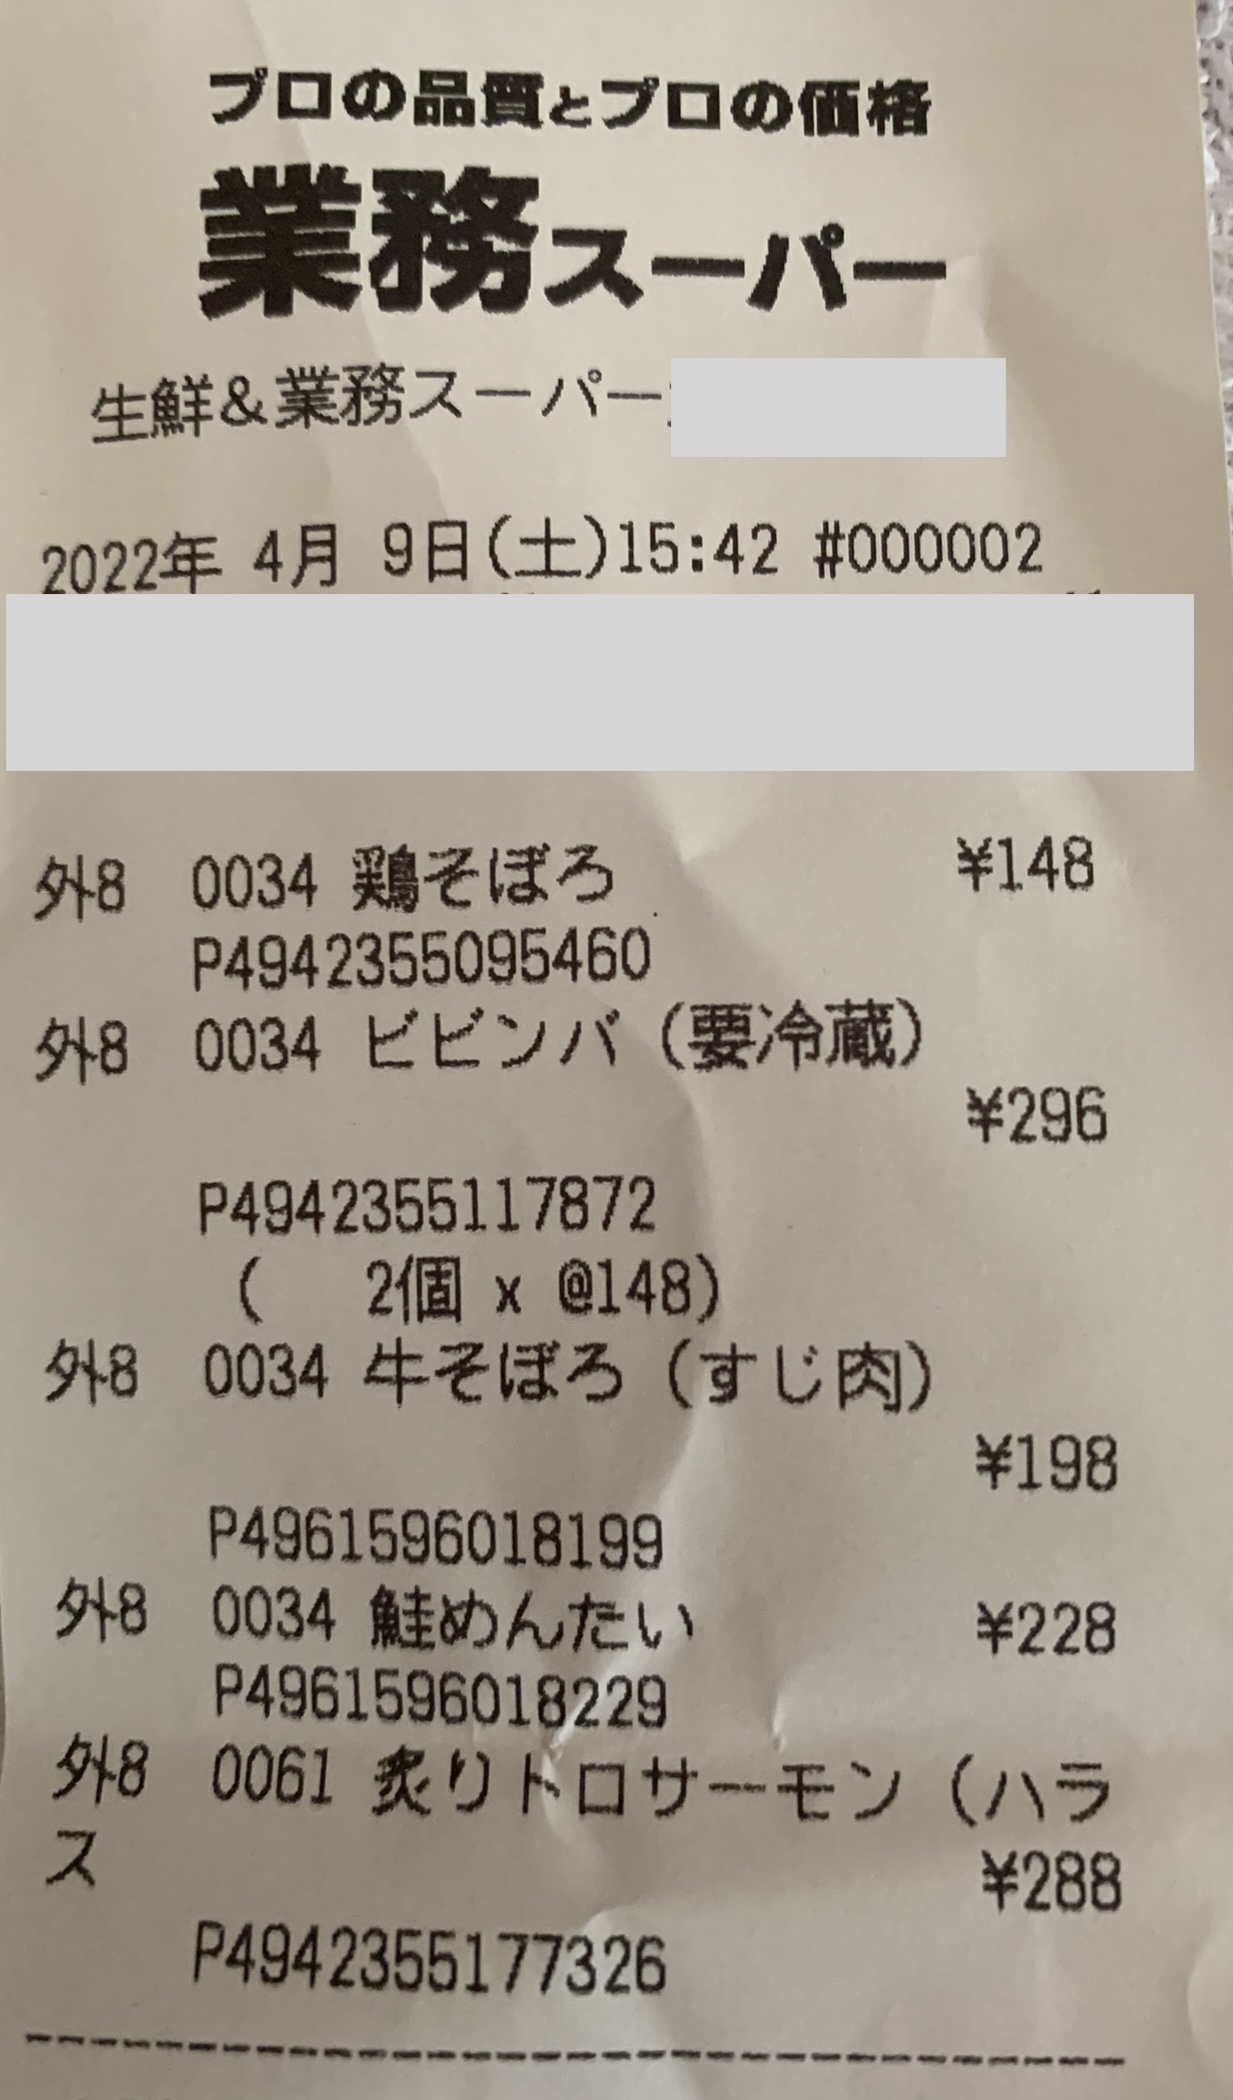 プロの品質とプロの価格
業務スーパー
生鮮&業務スーパー
2022年 4月 9日(土)15:42 #000002
外8 0034 鶏そぼろ ¥148
P4942355095460
外8 0034 ビビンバ(要冷蔵)
¥296
P4942355117872
( 2個 x @148)
外8 0034 牛そぼろ(すじ肉)
¥198
P4961596018199
外8 0034 鮭めんたい ¥228
P4961596018229
外8 0061 炙りトロサーモン(ハラ
ス ¥288
P4942355177326